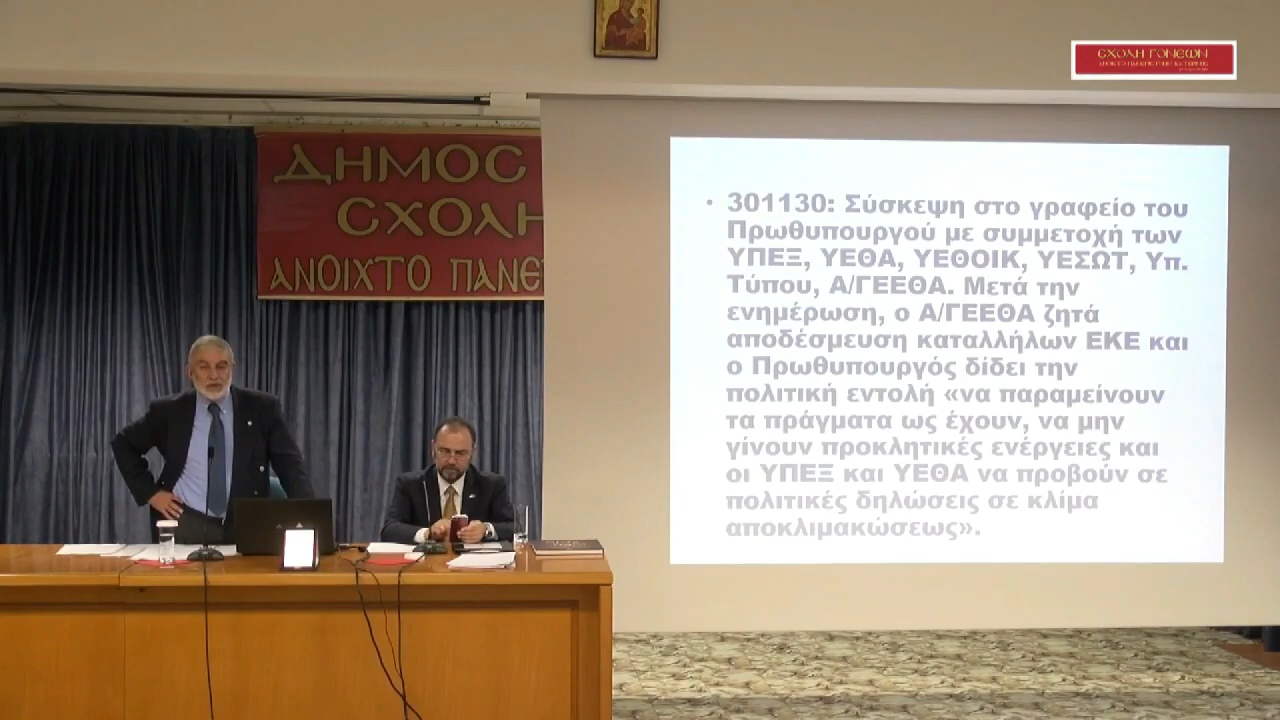 ΣΧΟΛΗ ΓΟΝΕΩΝ
ΔΗΜΟΣ
ΣΧΟΛΗ
ΑΝΟΙΧΤΟ ΠΑΝΕ
• 301130: Σύσκεψη στο γραφείο του
Πρωθυπουργού με συμμετοχή των
ΥΠΕΞ, ΥΕΘΑ, ΥΕΘΟΙΚ, ΥΕΣΩΤ, Υπ.
Τύπου, Α/ΓΕΕΘΑ. Μετά την
ενημέρωση, ο Α/ΓΕΕΘΑ ζητά
αποδέσμευση καταλλήλων ΕΚΕ και
ο Πρωθυπουργός δίδει την
πολιτική εντολή «να παραμείνουν
τα πράγματα ως έχουν, να μην
γίνουν προκλητικές ενέργειες και
οι ΥΠΕΞ και ΥΕΘΑ να προβούν σε
πολιτικές δηλώσεις σε κλίμα
αποκλιμακώσεως».